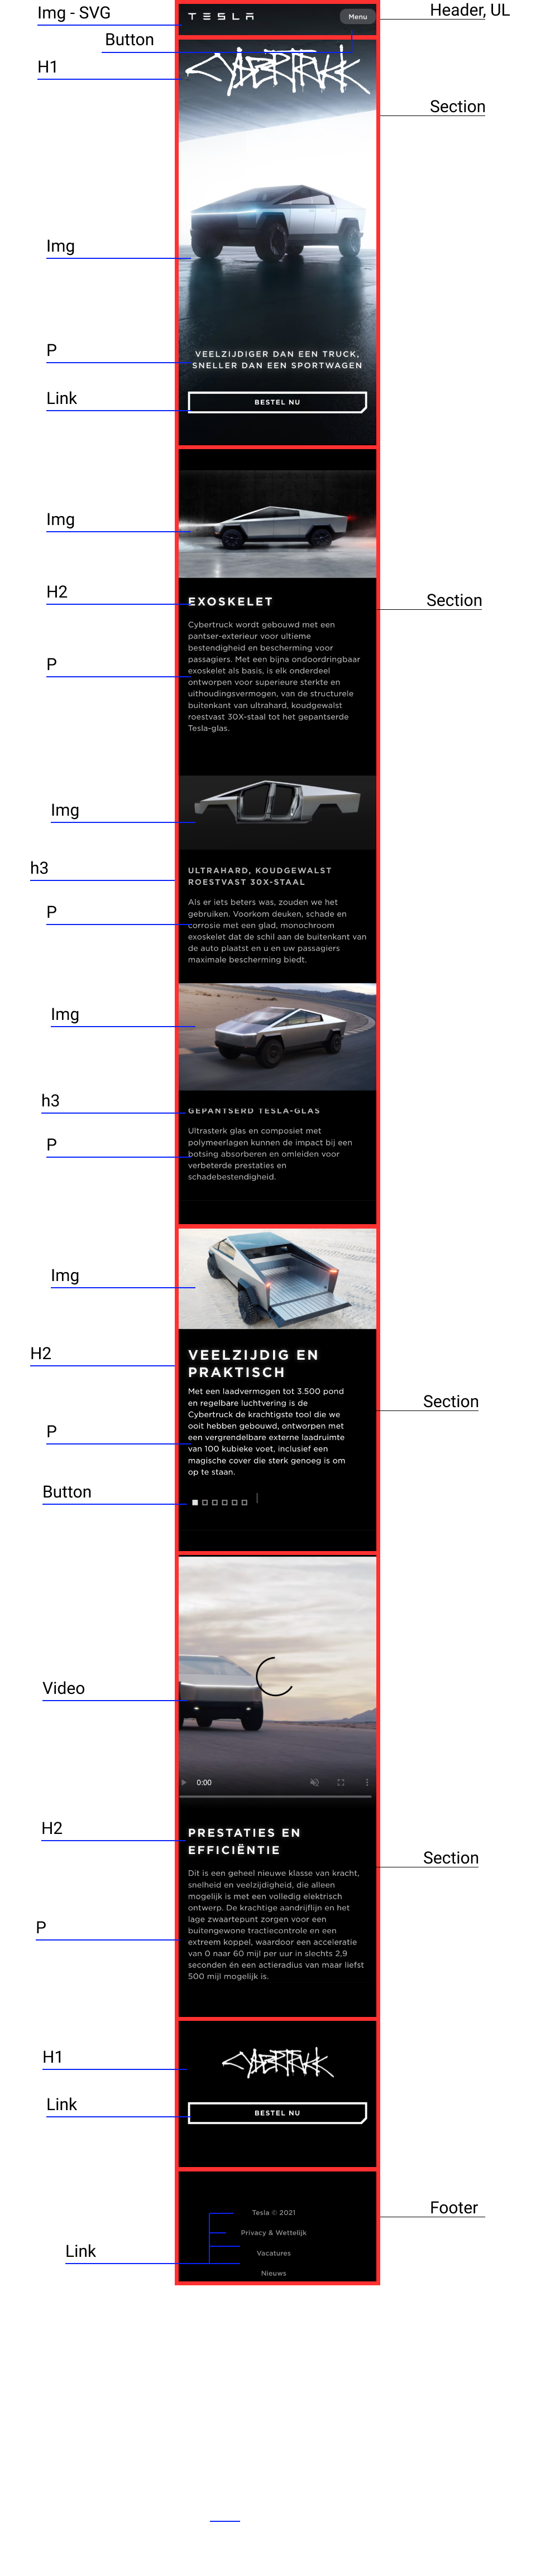 Img - SVG
Header, UL
TESLA
Menu
Button
H1
CYBERTRUCK
Section
Img
P
VEELZIJDIGER DAN EEN TRUCK,
SNELLER DAN EEN SPORTWAGEN
Link
BESTEL NU
Img
H2
EXOSKELET
Section
Cybertruck wordt gebouwd met een
pantser-exterieur voor ultieme
bestendigheid en bescherming voor
passagiers. Met een bijna ondoordringbaar
exoskelet als basis, is elk onderdeel
ontworpen voor superieure sterkte en
uithoudingsvermogen, van de structurele
buitenkant van ultrahard, koudgewalst
roestvast 30X-staal tot het gepantserde
Tesla-glas.
P
Img
h3
ULTRAHARD, KOUDGEWALST
ROESTVAST 30X-STAAL
P
Als er iets beters was, zouden we het
gebruiken. Voorkom deuken, schade en
corrosie met een glad, monochroom
exoskelet dat de schil aan de buitenkant van
de auto plaatst en u en uw passagiers
maximale bescherming biedt.
Img
h3
GEPANTSERD TESLA-GLAS
P
Ultrasterk glas en composiet met
polymeerlagen kunnen de impact bij een
botsing absorberen en omleiden voor
verbeterde prestaties en
schadebestendigheid.
Img
H2
VEELZIJDIG EN
PRAKTISCH
Section
Met een laadvermogen tot 3.500 pond
en regelbare luchtvering is de
Cybertruck de krachtigste tool die we
ooit hebben gebouwd, ontworpen met
een vergrendelbare externe laadruimte
van 100 kubieke voet, inclusief een
magische cover die sterk genoeg is om
op te staan.
P
Button
Video
0:00
H2
PRESTATIES EN
EFFICIËNTIE
Section
Dit is een geheel nieuwe klasse van kracht,
snelheid en veelzijdigheid, die alleen
mogelijk is met een volledig elektrisch
ontwerp. De krachtige aandrijflijn en het
lage zwaartepunt zorgen voor een
buitengewone tractiecontrole en een
extreem koppel, waardoor een acceleratie
van 0 naar 60 mijl per uur in slechts 2,9
seconden én een actieradius van maar liefst
500 mijl mogelijk is.
P
H1
CYBERTRUCK
Link
BESTEL NU
Footer
Tesla © 2021
Privacy & Wettelijk
Link
Vacatures
Nieuws